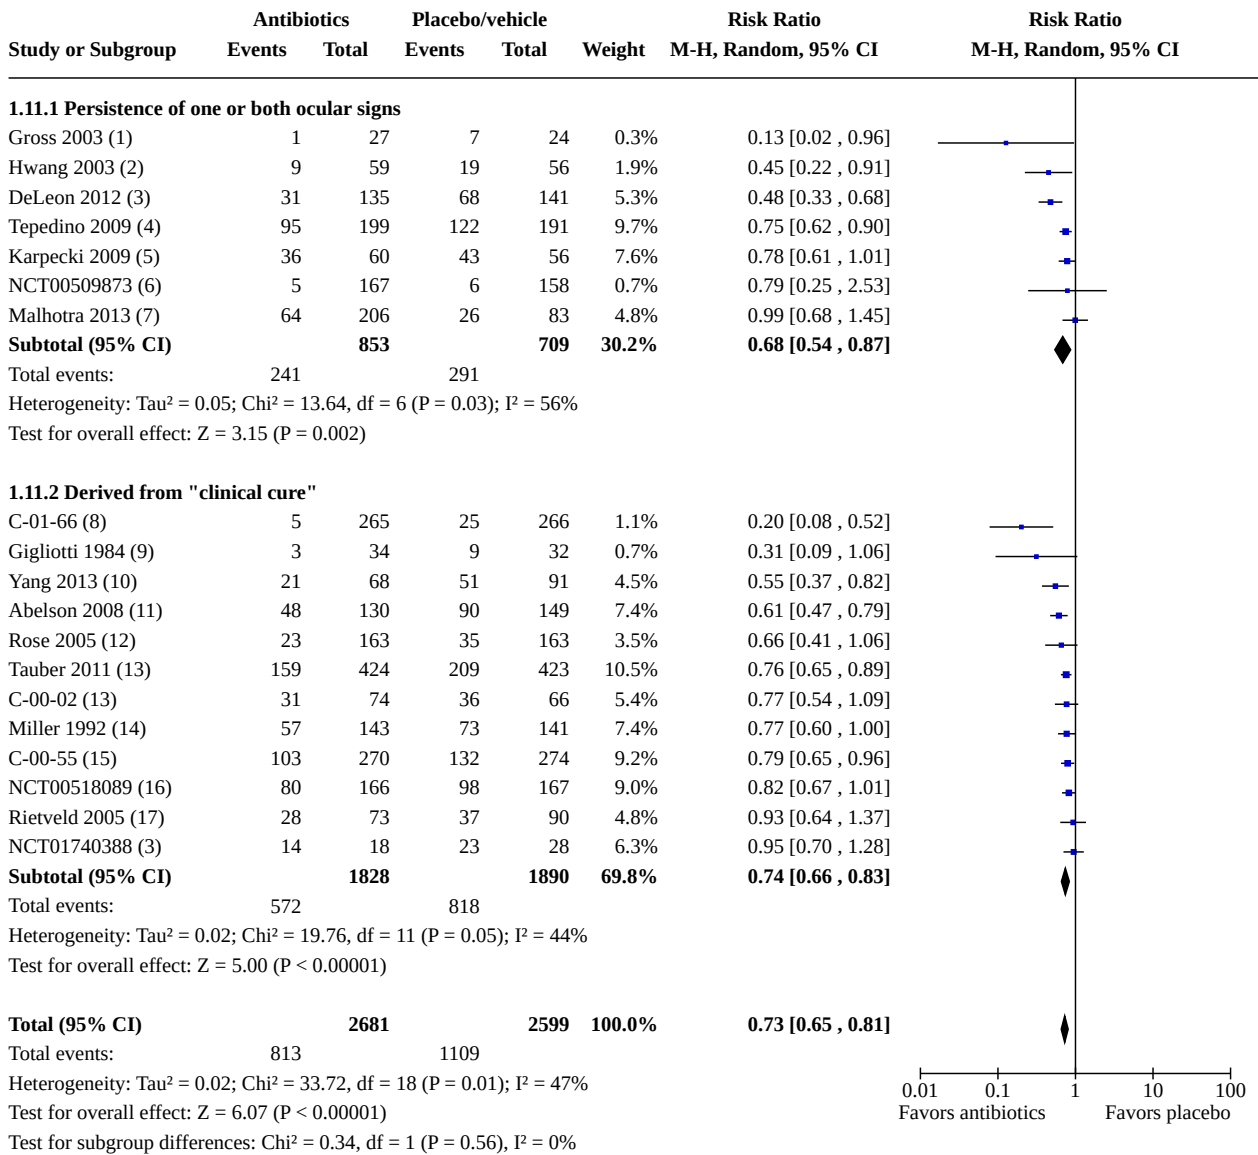 Antibiotics Placebo/vehicle Risk Ratio Risk Ratio
Study or Subgroup Events Total Events Total Weight M-H, Random, 95% CI M-H, Random, 95% CI
1.11.1 Persistence of one or both ocular signs
Gross 2003 (1) 1 27 7 24 0.3% 0.13 [0.02 , 0.96]
Hwang 2003 (2) 9 59 19 56 1.9% 0.45 [0.22 , 0.91]
DeLeon 2012 (3) 31 135 68 141 5.3% 0.48 [0.33 , 0.68]
Tepedino 2009 (4) 95 199 122 191 9.7% 0.75 [0.62 , 0.90]
Karpecki 2009 (5) 36 60 43 56 7.6% 0.78 [0.61 , 1.01]
NCT00509873 (6) 5 167 6 158 0.7% 0.79 [0.25 , 2.53]
Malhotra 2013 (7) 64 206 26 83 4.8% 0.99 [0.68 , 1.45]
Subtotal (95% CI) 853 709 30.2% 0.68 [0.54 , 0.87]
Total events: 241 291
Heterogeneity: Tau² = 0.05; Chi² = 13.64, df = 6 (P = 0.03); I² = 56%
Test for overall effect: Z = 3.15 (P = 0.002)
1.11.2 Derived from "clinical cure"
C-01-66 (8) 5 265 25 266 1.1% 0.20 [0.08 , 0.52]
Gigliotti 1984 (9) 3 34 9 32 0.7% 0.31 [0.09 , 1.06]
Yang 2013 (10) 21 68 51 91 4.5% 0.55 [0.37 , 0.82]
Abelson 2008 (11) 48 130 90 149 7.4% 0.61 [0.47 , 0.79]
Rose 2005 (12) 23 163 35 163 3.5% 0.66 [0.41 , 1.06]
Tauber 2011 (13) 159 424 209 423 10.5% 0.76 [0.65 , 0.89]
C-00-02 (13) 31 74 36 66 5.4% 0.77 [0.54 , 1.09]
Miller 1992 (14) 57 143 73 141 7.4% 0.77 [0.60 , 1.00]
C-00-55 (15) 103 270 132 274 9.2% 0.79 [0.65 , 0.96]
NCT00518089 (16) 80 166 98 167 9.0% 0.82 [0.67 , 1.01]
Rietveld 2005 (17) 28 73 37 90 4.8% 0.93 [0.64 , 1.37]
NCT01740388 (3) 14 18 23 28 6.3% 0.95 [0.70 , 1.28]
Subtotal (95% CI) 1828 1890 69.8% 0.74 [0.66 , 0.83]
Total events: 572 818
Heterogeneity: Tau² = 0.02; Chi² = 19.76, df = 11 (P = 0.05); I² = 44%
Test for overall effect: Z = 5.00 (P < 0.00001)
Total (95% CI) 2681 2599 100.0% 0.73 [0.65 , 0.81]
Total events: 813 1109
Heterogeneity: Tau² = 0.02; Chi² = 33.72, df = 18 (P = 0.01); I² = 47%
0.01 0.1 1 10 100
Test for overall effect: Z = 6.07 (P < 0.00001)
Favors antibiotics Favors placebo
Test for subgroup differences: Chi² = 0.34, df = 1 (P = 0.56), I² = 0%